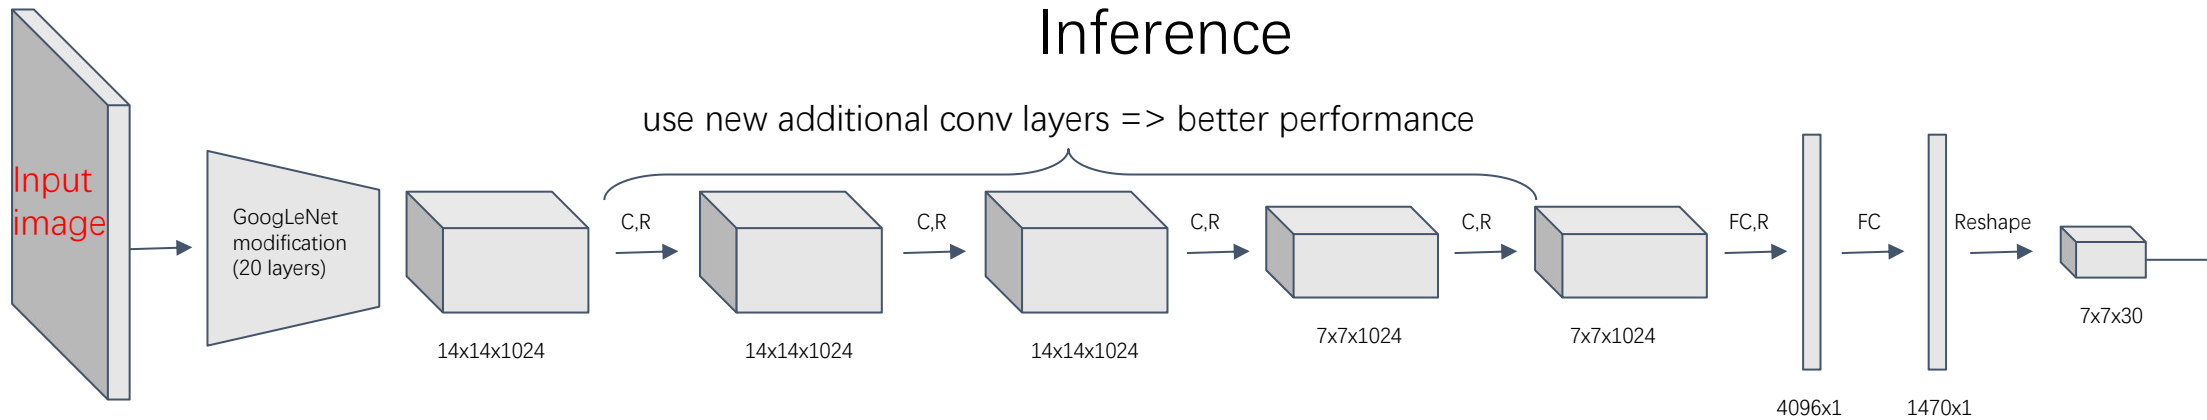 Inference
use new additional conv layers => better performance
Input
image
GoogLeNet
modification
(20 layers)
C,R
C,R
C,R
C,R
FC,R
FC
Reshape
14x14x1024
14x14x1024
14x14x1024
7x7x1024
7x7x1024
4096x1
1470x1
7x7x30